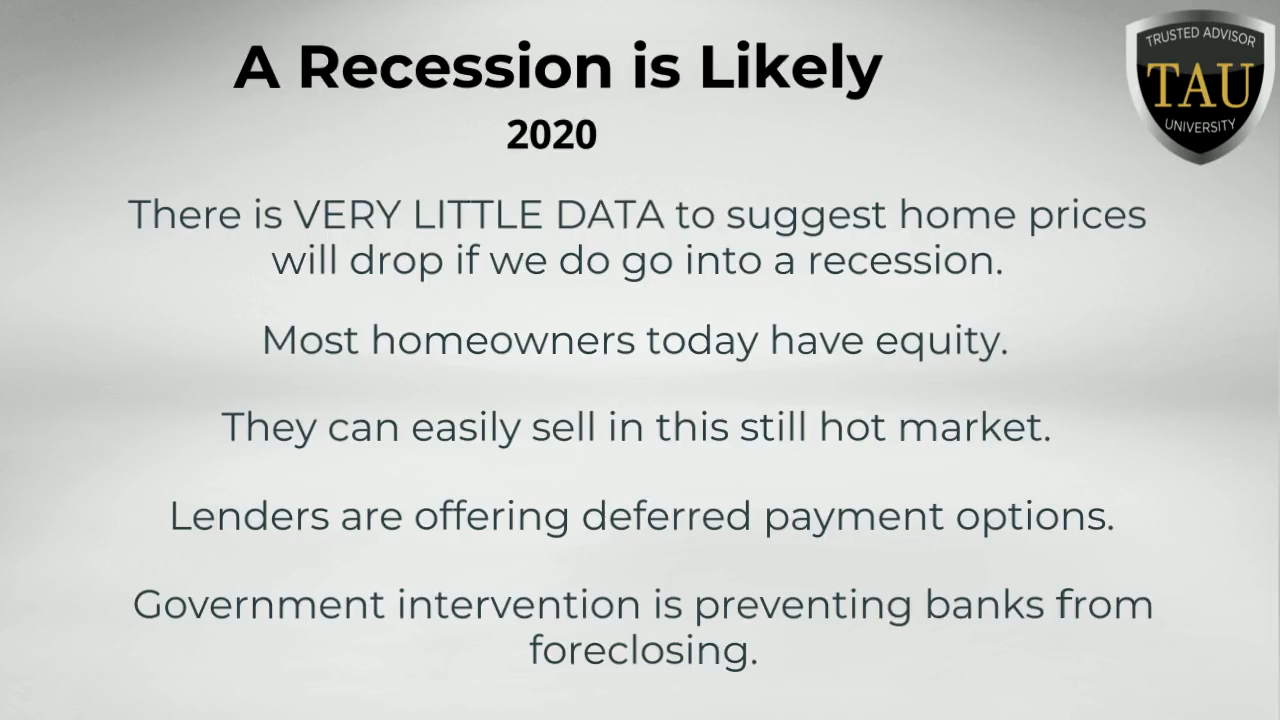 A Recession is Likely
2020
TRUSTED ADVISOR
TAU
UNIVERSITY
There is VERY LITTLE DATA to suggest home prices
will drop if we do go into a recession.
Most homeowners today have equity.
They can easily sell in this still hot market.
Lenders are offering deferred payment options.
Government intervention is preventing banks from
foreclosing.